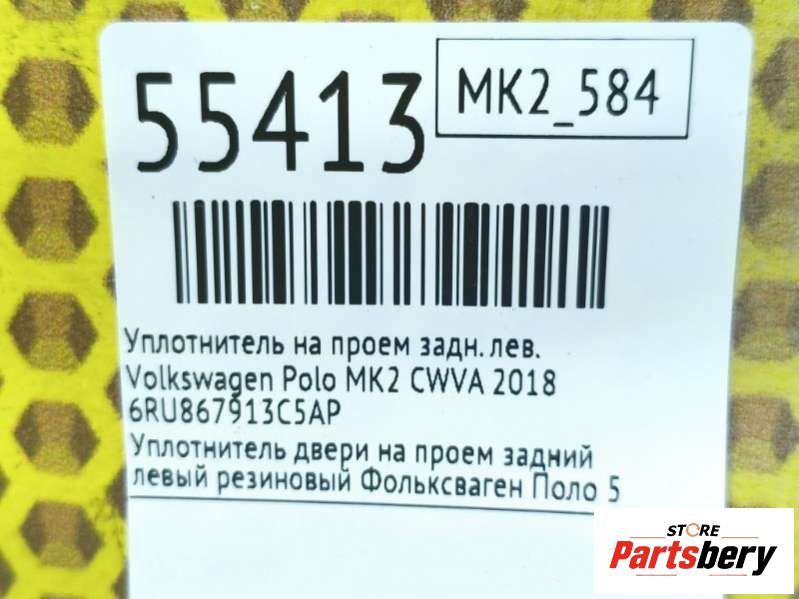 55413
MK2_584
Уплотнитель на проем задн. лев.
Volkswagen Polo MK2 CWVA 2018
6RU867913C5AP
Уплотнитель двери на проем задний
левый резиновый Фольксваген Поло 5
STORE
Partsbery